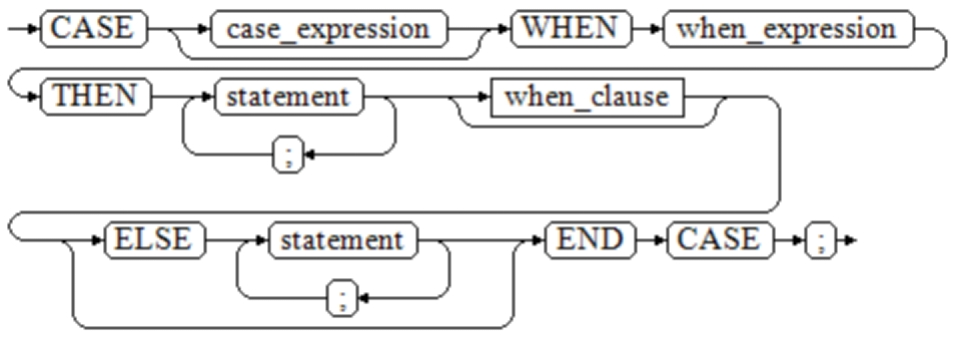 CASE case_expression WHEN when_expression
THEN statement when_clause
;
ELSE statement END CASE ;
;